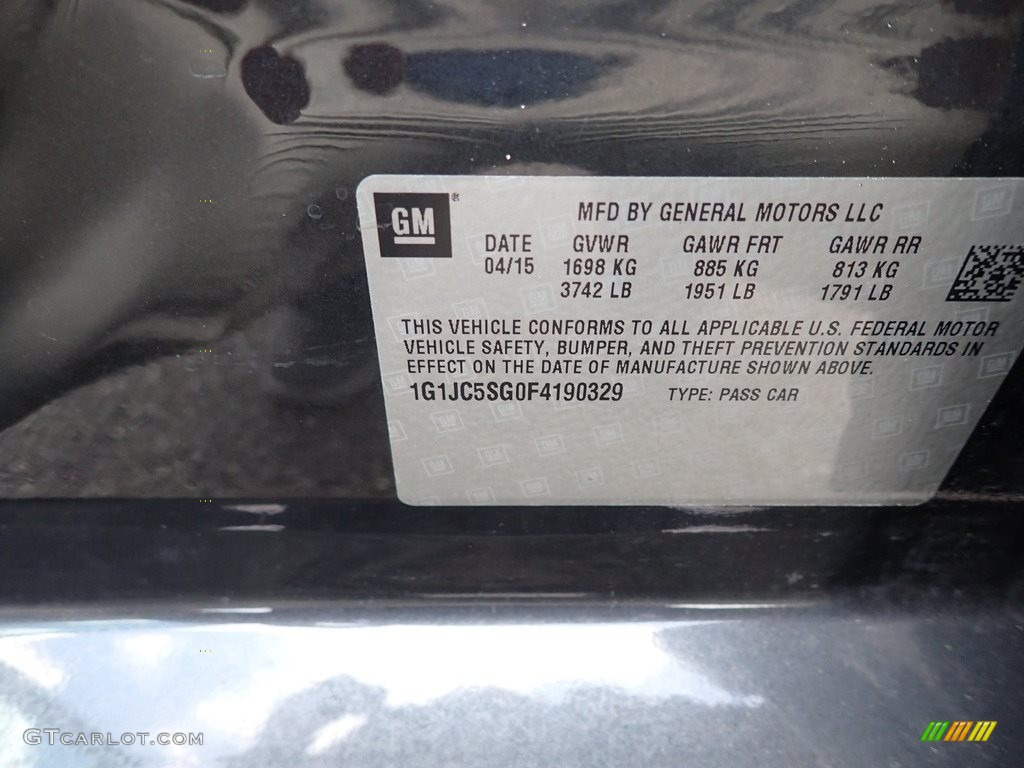 GM®
MFD BY GENERAL MOTORS LLC
DATE GVWR GAWR FRT GAWR RR
04/15 1698 KG 885 KG 813 KG
3742 LB 1951 LB 1791 LB
THIS VEHICLE CONFORMS TO ALL APPLICABLE U.S. FEDERAL MOTOR
VEHICLE SAFETY, BUMPER, AND THEFT PREVENTION STANDARDS IN
EFFECT ON THE DATE OF MANUFACTURE SHOWN ABOVE.
1G1JC5SG0F4190329 TYPE: PASS CAR
GTCARLOT.COM